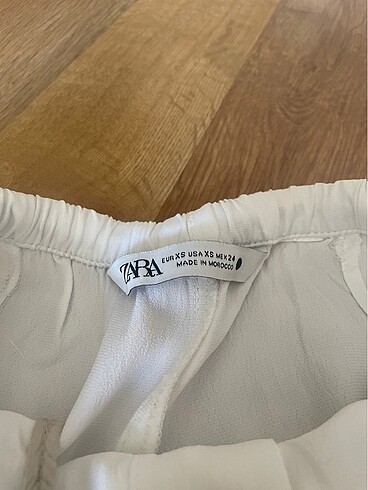 ZARA
EUR XS USA XS MEX 24
MADE IN MOROCCO